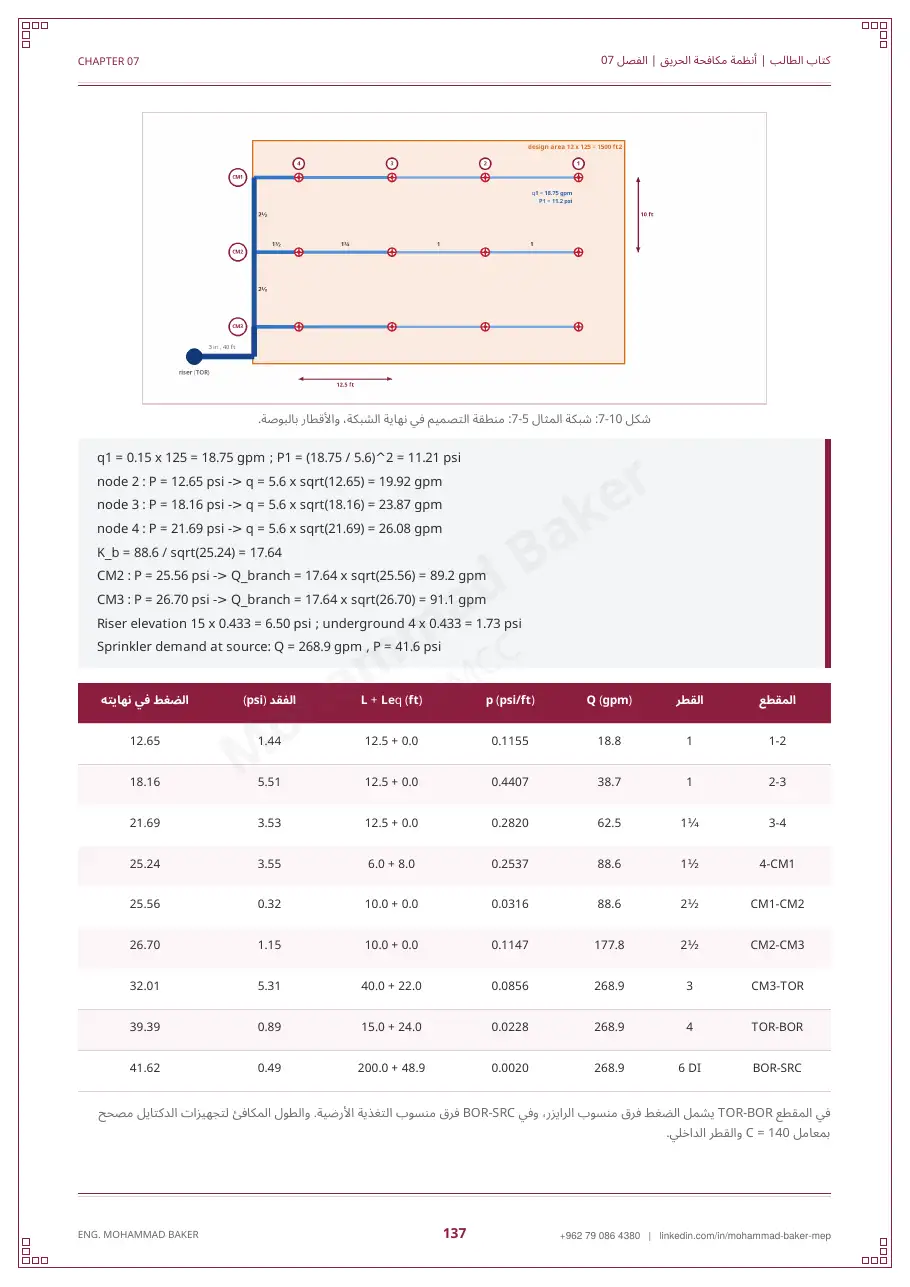 CHAPTER 07
كتاب الطالب | أنظمة مكافحة الحريق | الفصل 07
design area 12 x 125 = 1500 ft2
4 3 2 1
CM1
q1 = 18.75 gpm
P1 = 11.2 psi
2½
10 ft
1½ 1¼ 1 1
CM2
2½
CM3
3 in , 40 ft
riser (TOR)
12.5 ft
شكل 10-7: شبكة المثال 5-7: منطقة التصميم في نهاية الشبكة، والأقطار بالبوصة.
q1 = 0.15 x 125 = 18.75 gpm ; P1 = (18.75 / 5.6)^2 = 11.21 psi
node 2 : P = 12.65 psi -> q = 5.6 x sqrt(12.65) = 19.92 gpm
node 3 : P = 18.16 psi -> q = 5.6 x sqrt(18.16) = 23.87 gpm
node 4 : P = 21.69 psi -> q = 5.6 x sqrt(21.69) = 26.08 gpm
K_b = 88.6 / sqrt(25.24) = 17.64
CM2 : P = 25.56 psi -> Q_branch = 17.64 x sqrt(25.56) = 89.2 gpm
CM3 : P = 26.70 psi -> Q_branch = 17.64 x sqrt(26.70) = 91.1 gpm
Riser elevation 15 x 0.433 = 6.50 psi ; underground 4 x 0.433 = 1.73 psi
Sprinkler demand at source: Q = 268.9 gpm , P = 41.6 psi
Mohammad Baker
المقطع القطر Q (gpm) p (psi/ft) L + Leq (ft) الفقد (psi) الضغط في نهايته
1-2 1 18.8 0.1155 12.5 + 0.0 1.44 12.65
2-3 1 38.7 0.4407 12.5 + 0.0 5.51 18.16
3-4 1¼ 62.5 0.2820 12.5 + 0.0 3.53 21.69
4-CM1 1½ 88.6 0.2537 6.0 + 8.0 3.55 25.24
CM1-CM2 2½ 88.6 0.0316 10.0 + 0.0 0.32 25.56
CM2-CM3 2½ 177.8 0.1147 10.0 + 0.0 1.15 26.70
CM3-TOR 3 268.9 0.0856 40.0 + 22.0 5.31 32.01
TOR-BOR 4 268.9 0.0228 15.0 + 24.0 0.89 39.39
BOR-SRC 6 DI 268.9 0.0020 200.0 + 48.9 0.49 41.62
في المقطع TOR-BOR يشمل الضغط فرق منسوب الرايزر، وفي BOR-SRC فرق منسوب التغذية الأرضية. والطول المكافئ لتجهيزات الدكتايل مصحح
بمعامل C = 140 والقطر الداخلي.
ENG. MOHAMMAD BAKER
137
+962 79 086 4380 | linkedin.com/in/mohammad-baker-mep